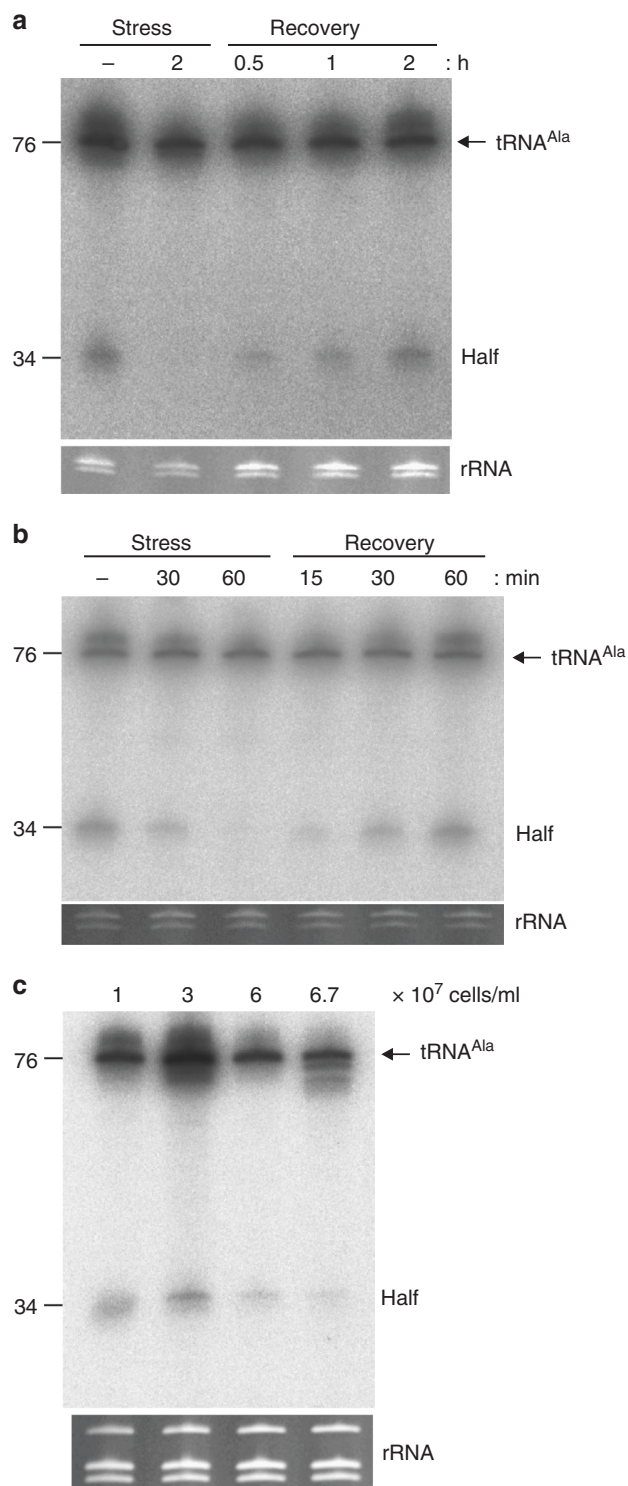 a
Stress Recovery
– 2 0.5 1 2 : h
76 tRNAᴬˡᵃ
34 Half
rRNA
b
Stress Recovery
– 30 60 15 30 60 : min
76 tRNAᴬˡᵃ
34 Half
rRNA
c
1 3 6 6.7 × 10⁷ cells/ml
76 tRNAᴬˡᵃ
34 Half
rRNA